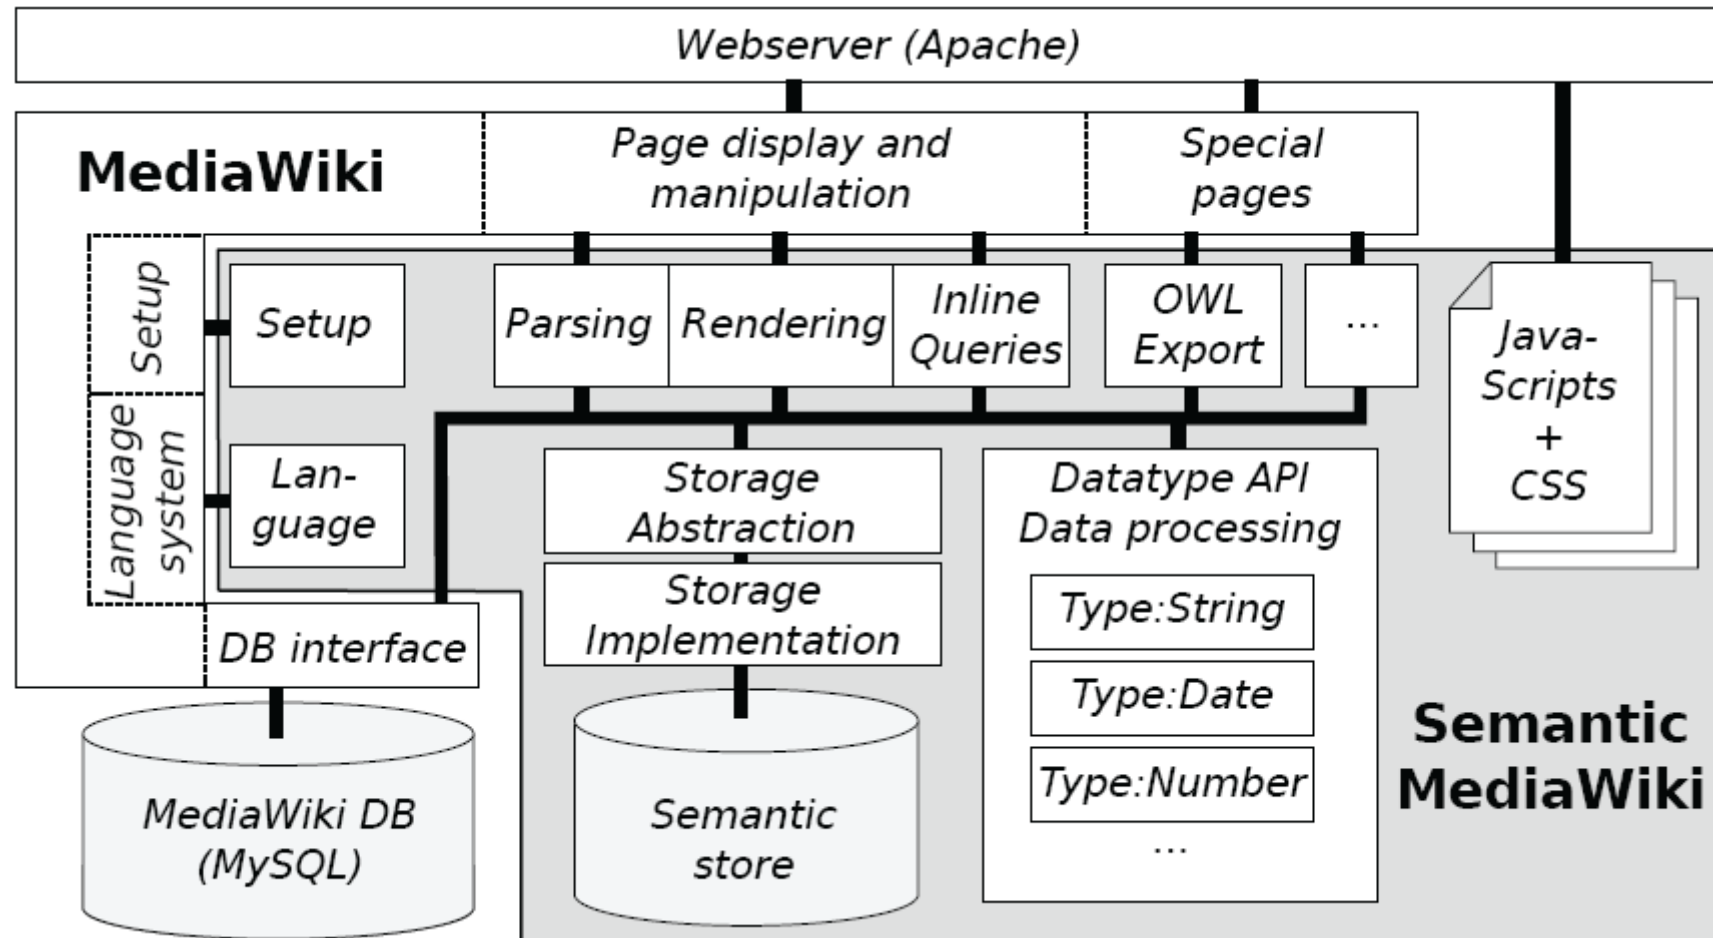 Webserver (Apache)
MediaWiki
Page display and
manipulation
Special
pages
Setup
Language
system
Setup
Parsing
Rendering
Inline
Queries
OWL
Export
...
Java-
Scripts
+
CSS
Lan-
guage
Storage
Abstraction
Storage
Implementation
Datatype API
Data processing
Type:String
Type:Date
Type:Number
...
DB interface
MediaWiki DB
(MySQL)
Semantic
store
Semantic
MediaWiki